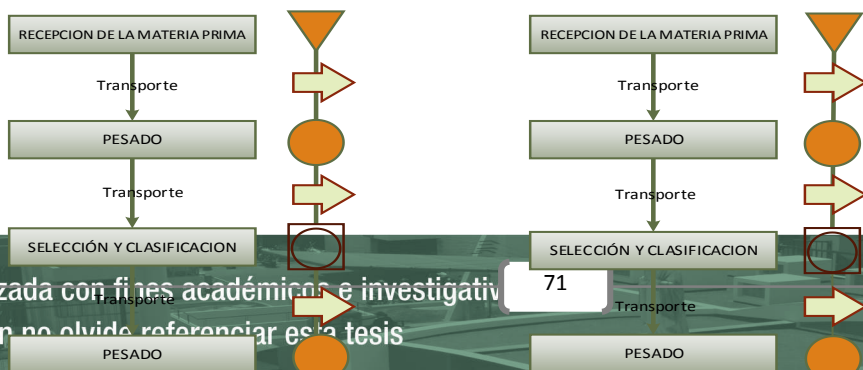 RECEPCION DE LA MATERIA PRIMA
Transporte
PESADO
Transporte
SELECCIÓN Y CLASIFICACION
Transporte
PESADO
RECEPCION DE LA MATERIA PRIMA
Transporte
PESADO
Transporte
SELECCIÓN Y CLASIFICACION
Transporte
PESADO
zada con fines académicos e investigativ
71
n no olvide referenciar esta tesis